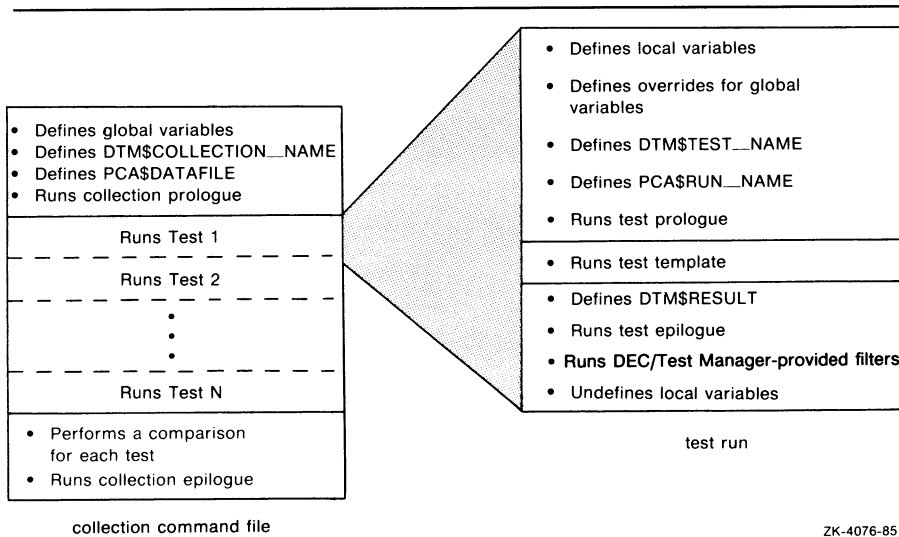 • Defines global variables
• Defines DTM$COLLECTION__NAME
• Defines PCA$DATAFILE
• Runs collection prologue
Runs Test 1
Runs Test 2
•
•
•
Runs Test N
• Performs a comparison
for each test
• Runs collection epilogue
collection command file
• Defines local variables
• Defines overrides for global
variables
• Defines DTM$TEST__NAME
• Defines PCA$RUN__NAME
• Runs test prologue
• Runs test template
• Defines DTM$RESULT
• Runs test epilogue
• Runs DEC/Test Manager-provided filters
• Undefines local variables
test run
ZK-4076-85